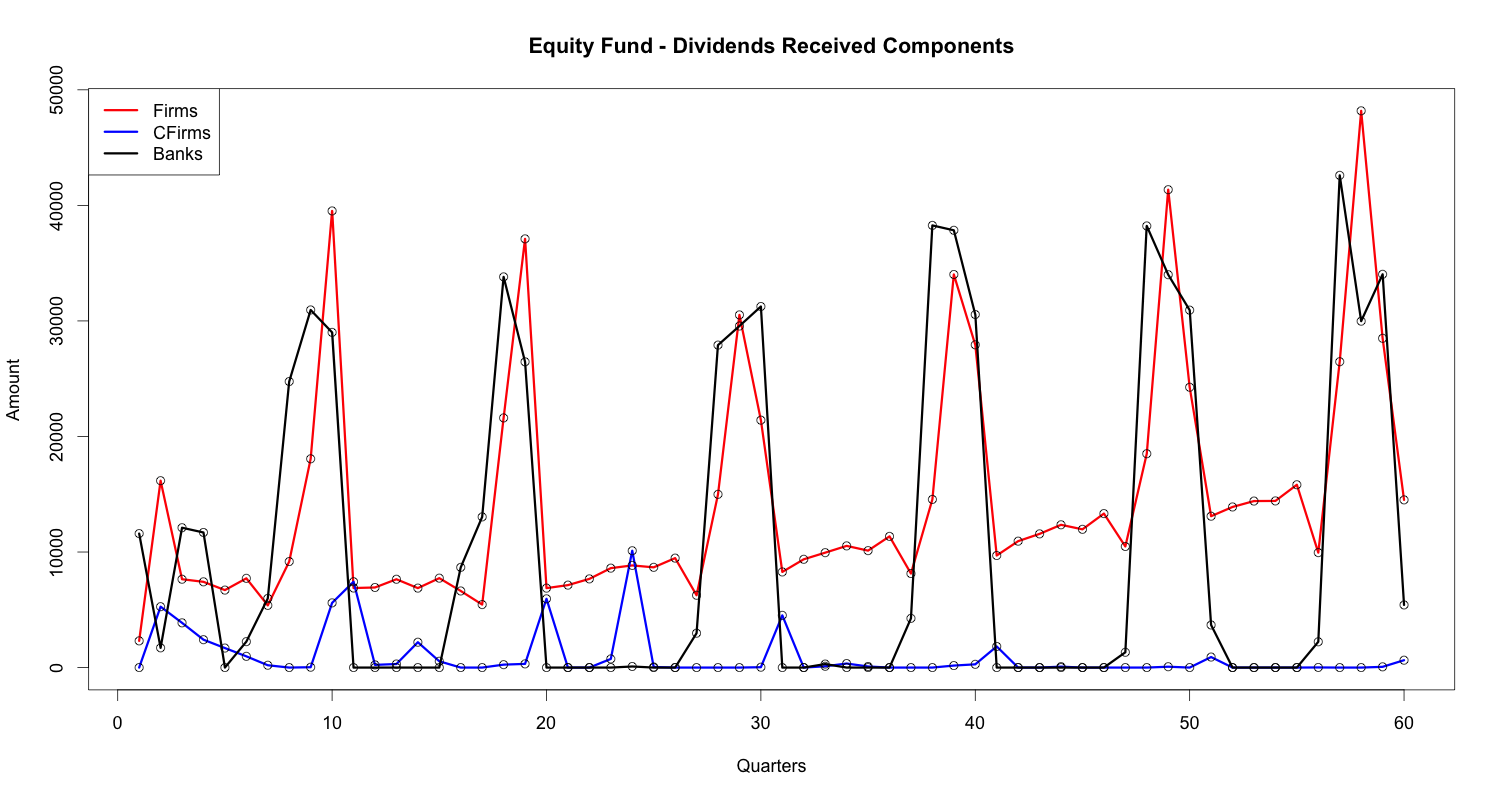 Equity Fund - Dividends Received Components
Firms
CFirms
Banks
Amount
50000
40000
30000
20000
10000
0
0 10 20 30 40 50 60
Quarters